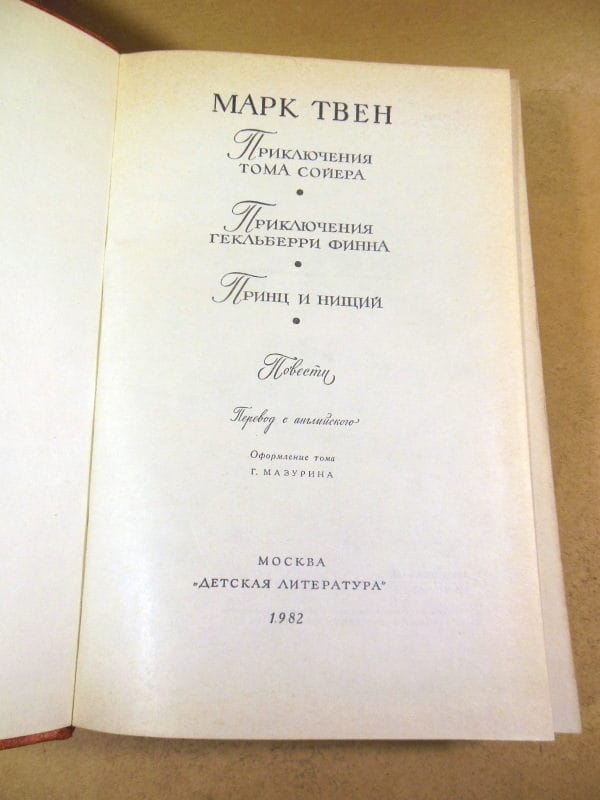 МАРК ТВЕН
Приключения
ТОМА СОЙЕРА
•
Приключения
ГЕКЛЬБЕРРИ ФИННА
•
Принц и нищий
•
Повести
Перевод с английского
Оформление тома
Г. МАЗУРИНА
МОСКВА
„ДЕТСКАЯ ЛИТЕРАТУРА"
1982